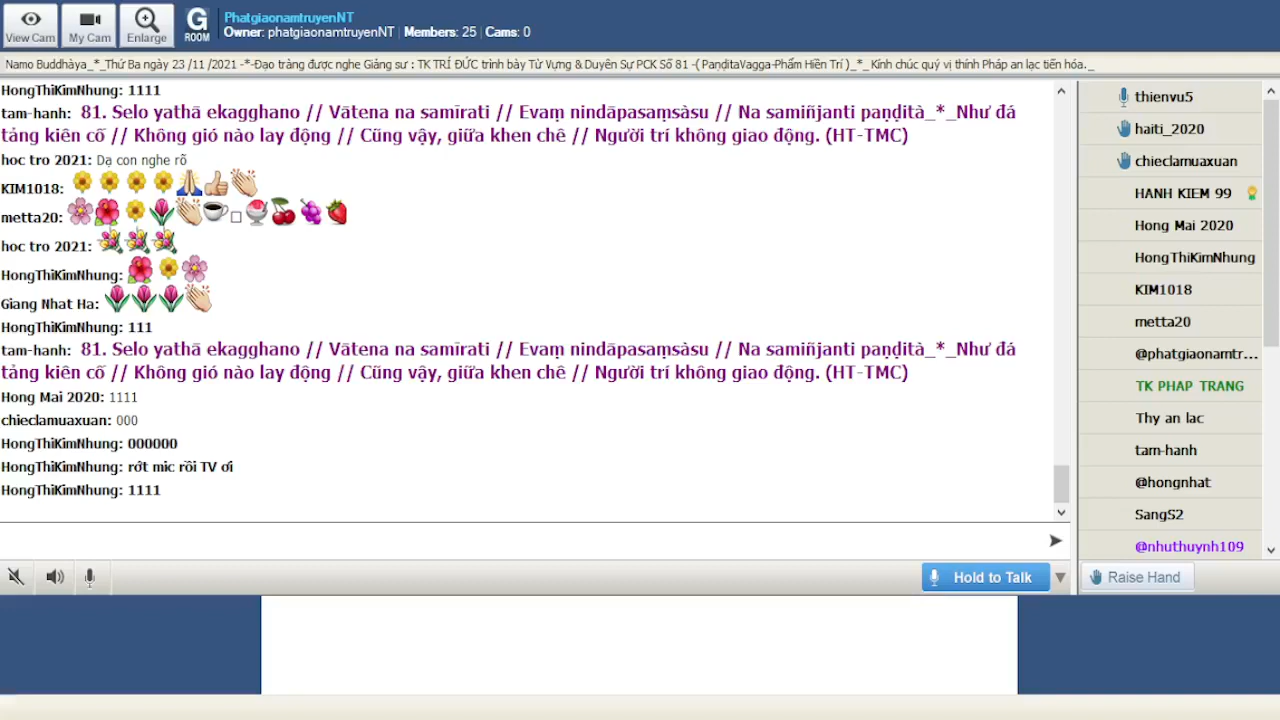 View Cam
My Cam
Enlarge
G
ROOM
PhatgiaonamtruyenNT
Owner: phatgiaonamtruyenNT | Members: 25 | Cams: 0
Namo Buddhàya_*_Thứ Ba ngày 23 /11 /2021 -*-Đạo tràng được nghe Giảng sư : TK TRÍ ĐỨC trình bày Từ Vựng & Duyên Sự PCK Số 81 -( PaṇḍitaVagga-Phẩm Hiền Trí )_*_ Kính chúc quý vị thính Pháp an lạc tiến hóa._
HongThiKimNhung: 1111
tam-hanh: 81. Selo yathā ekagghano // Vātena na samīrati // Evaṃ nindāpasaṃsàsu // Na samiñjanti paṇḍità_*_Như đá
tảng kiên cố // Không gió nào lay động // Cũng vậy, giữa khen chê // Người trí không giao động. (HT-TMC)
hoc tro 2021: Dạ con nghe rõ
KIM1018:
metta20:
hoc tro 2021:
HongThiKimNhung:
Giang Nhat Ha:
HongThiKimNhung: 111
tam-hanh: 81. Selo yathā ekagghano // Vātena na samīrati // Evaṃ nindāpasaṃsàsu // Na samiñjanti paṇḍità_*_Như đá
tảng kiên cố // Không gió nào lay động // Cũng vậy, giữa khen chê // Người trí không giao động. (HT-TMC)
Hong Mai 2020: 1111
chieclamuaxuan: 000
HongThiKimNhung: 000000
HongThiKimNhung: rớt mic rồi TV ơi
HongThiKimNhung: 1111
Hold to Talk
thienvu5
haiti_2020
chieclamuaxuan
HANH KIEM 99
Hong Mai 2020
HongThiKimNhung
KIM1018
metta20
@phatgiaonamtr...
TK PHAP TRANG
Thy an lac
tam-hanh
@hongnhat
SangS2
@nhuthuynh109
Raise Hand